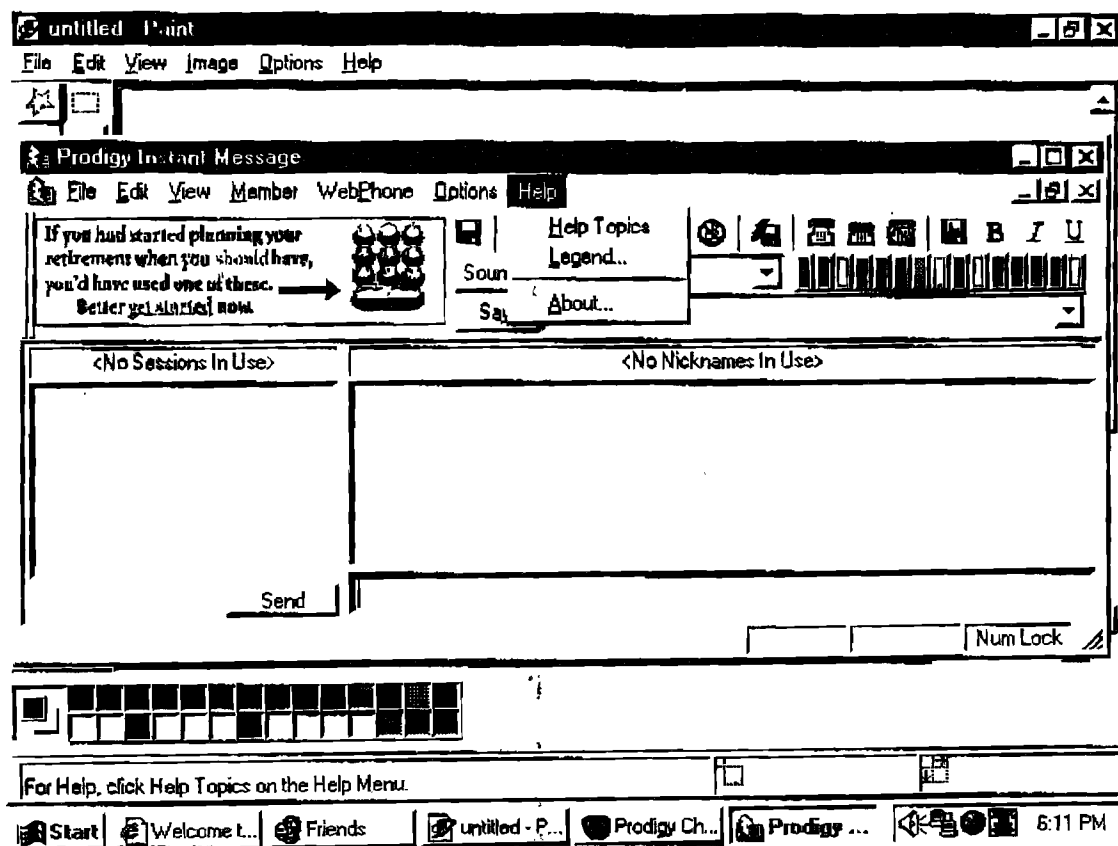 untitled - Paint
File Edit View Image Options Help
Prodigy Instant Message
File Edit View Member WebPhone Options Help
If you had started planning your
retirement when you should have,
you'd have used one of these.
Better get started now.
Help Topics
Legend...
About...
Soun
Say
B I U
<No Sessions In Use>
<No Nicknames In Use>
Send
Num Lock
For Help, click Help Topics on the Help Menu.
Start Welcome t... Friends untitled - P... Prodigy Ch... Prodigy ... 6:11 PM